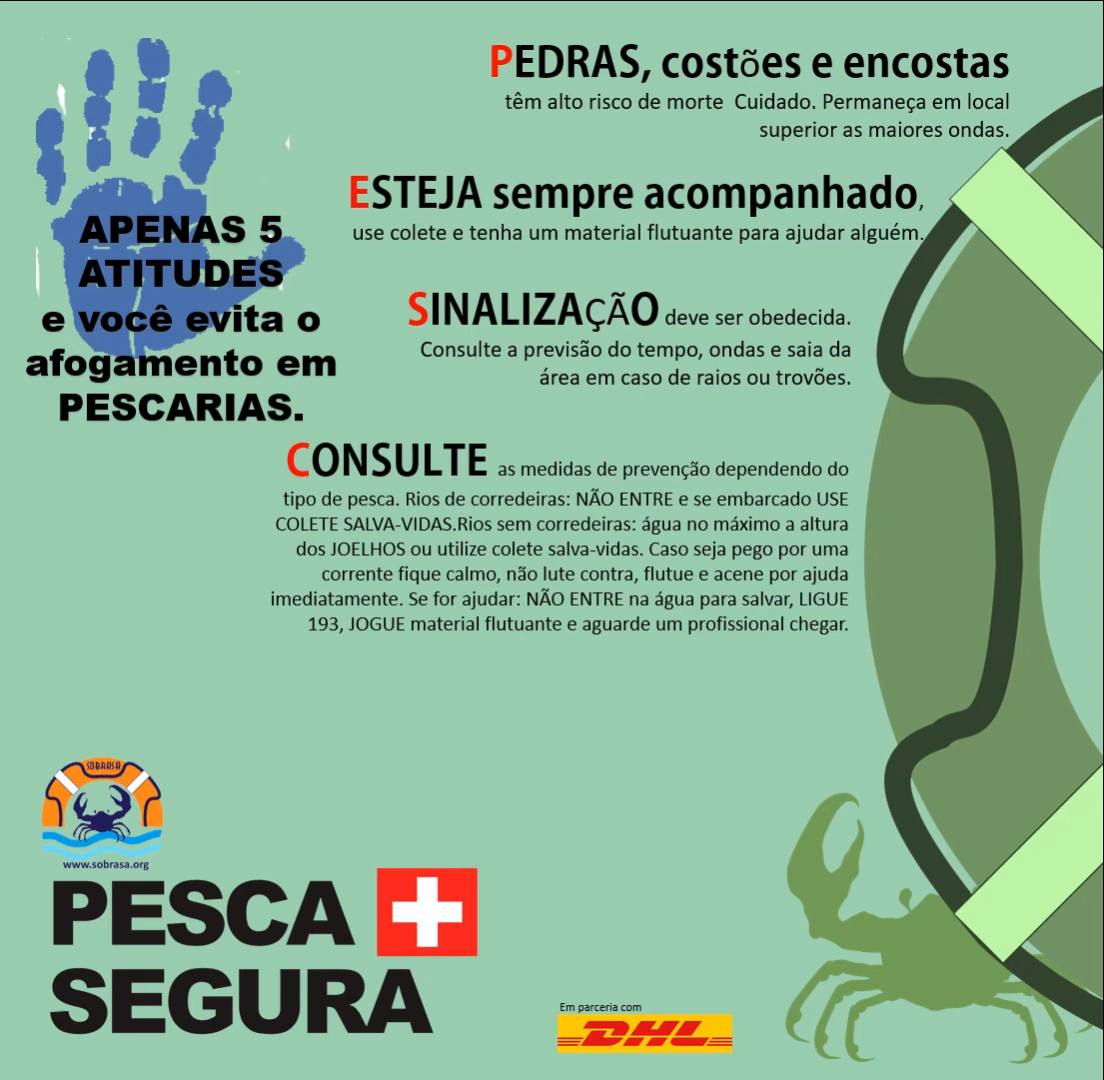 PEDRAS, costões e encostas
têm alto risco de morte  Cuidado. Permaneça em local
superior as maiores ondas.
ESTEJA sempre acompanhado,
use colete e tenha um material flutuante para ajudar alguém.
APENAS 5
ATITUDES
e você evita o
afogamento em
PESCARIAS.
SINALIZAÇÃO deve ser obedecida.
Consulte a previsão do tempo, ondas e saia da
área em caso de raios ou trovões.
CONSULTE as medidas de prevenção dependendo do
tipo de pesca. Rios de corredeiras: NÃO ENTRE e se embarcado USE
COLETE SALVA-VIDAS.Rios sem corredeiras: água no máximo a altura
dos JOELHOS ou utilize colete salva-vidas. Caso seja pego por uma
corrente fique calmo, não lute contra, flutue e acene por ajuda
imediatamente. Se for ajudar: NÃO ENTRE na água para salvar, LIGUE
193, JOGUE material flutuante e aguarde um profissional chegar.
SOBRASA
www.sobrasa.org
PESCA
SEGURA
Em parceria com
DHL